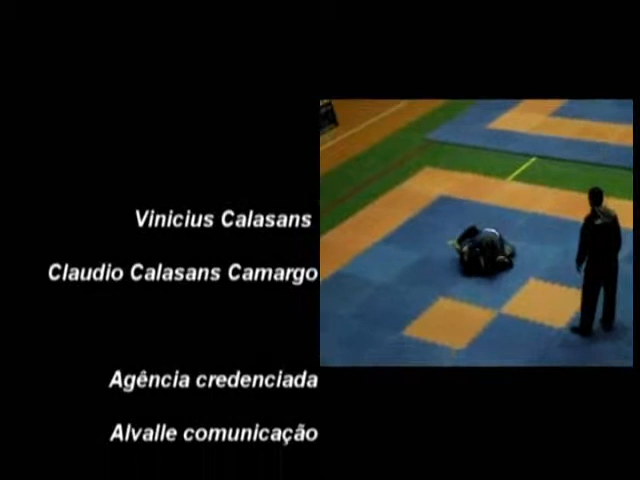 Vinicius Calasans
Claudio Calasans Camargo
Agência credenciada
Alvalle comunicação